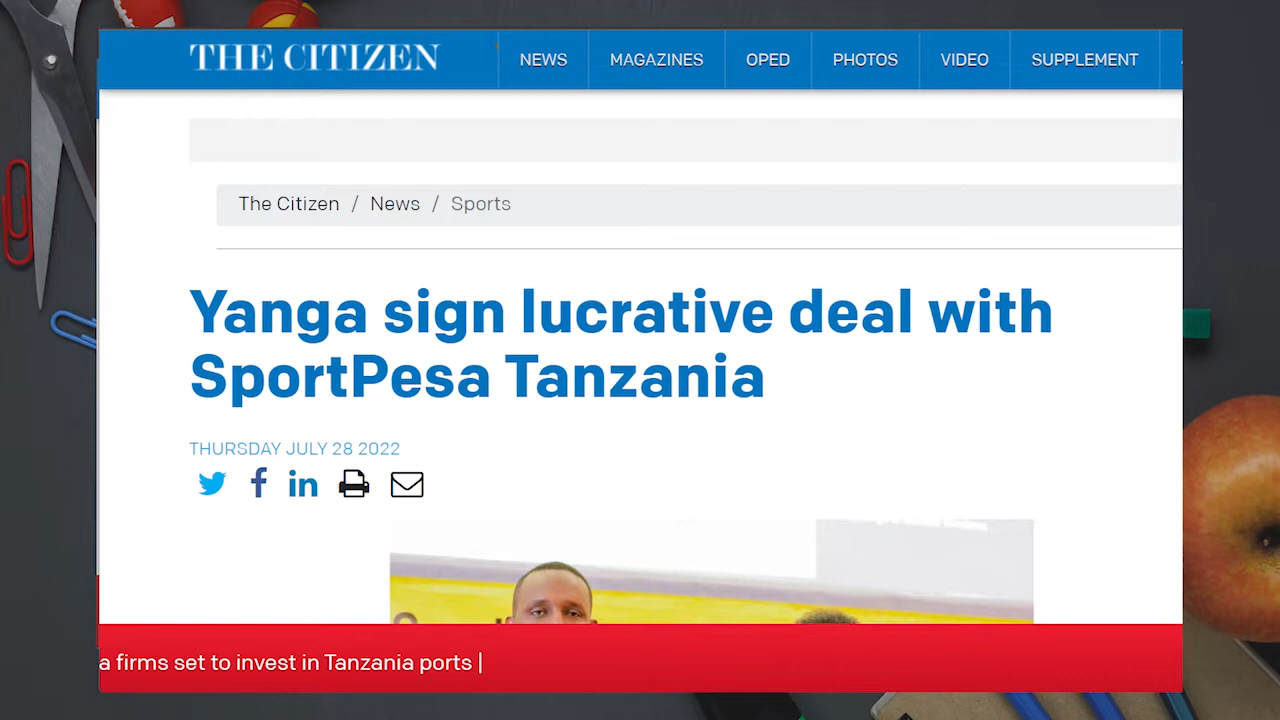 THE CITIZEN
NEWS MAGAZINES OPED PHOTOS VIDEO SUPPLEMENT
The Citizen / News / Sports
Yanga sign lucrative deal with
SportPesa Tanzania
THURSDAY JULY 28 2022
a firms set to invest in Tanzania ports |